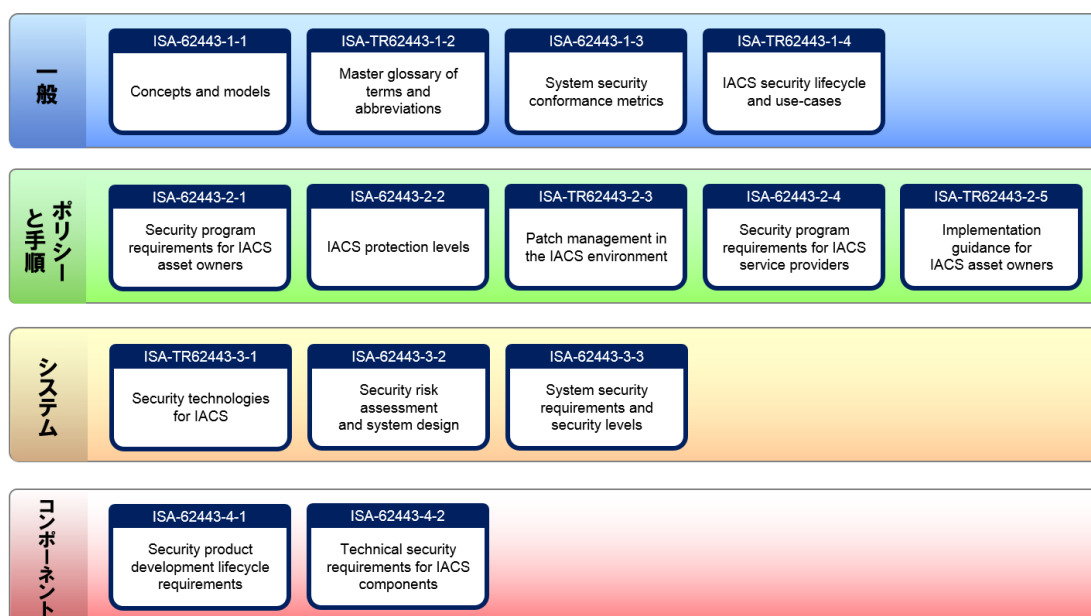 一般
ISA-62443-1-1
Concepts and models
ISA-TR62443-1-2
Master glossary of
terms and
abbreviations
ISA-62443-1-3
System security
conformance metrics
ISA-TR62443-1-4
IACS security lifecycle
and use-cases
ポリシー
と手順
ISA-62443-2-1
Security program
requirements for IACS
asset owners
ISA-62443-2-2
IACS protection levels
ISA-TR62443-2-3
Patch management in
the IACS environment
ISA-62443-2-4
Security program
requirements for IACS
service providers
ISA-TR62443-2-5
Implementation
guidance for
IACS asset owners
システム
ISA-TR62443-3-1
Security technologies
for IACS
ISA-62443-3-2
Security risk
assessment
and system design
ISA-62443-3-3
System security
requirements and
security levels
コンポーネント
ISA-62443-4-1
Security product
development lifecycle
requirements
ISA-62443-4-2
Technical security
requirements for IACS
components